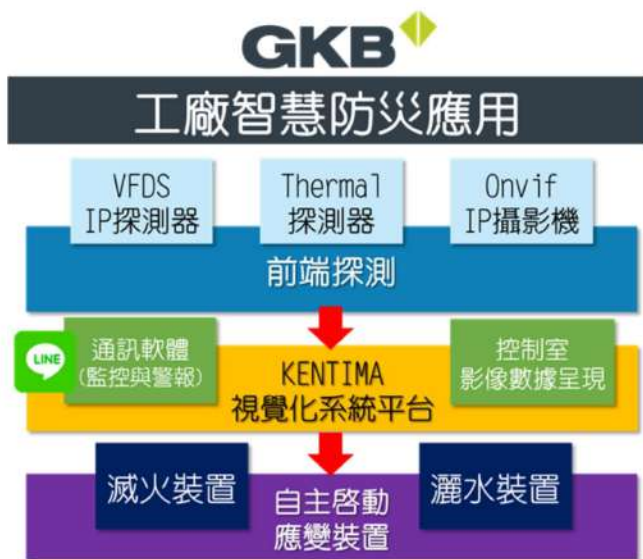 GKB
工廠智慧防災應用
VFDS
IP探測器
Thermal
探測器
Onvif
IP攝影機
前端探測
LINE
通訊軟體
(監控與警報)
KENTIMA
視覺化系統平台
控制室
影像數據呈現
滅火裝置
自主啓動
應變裝置
灑水裝置